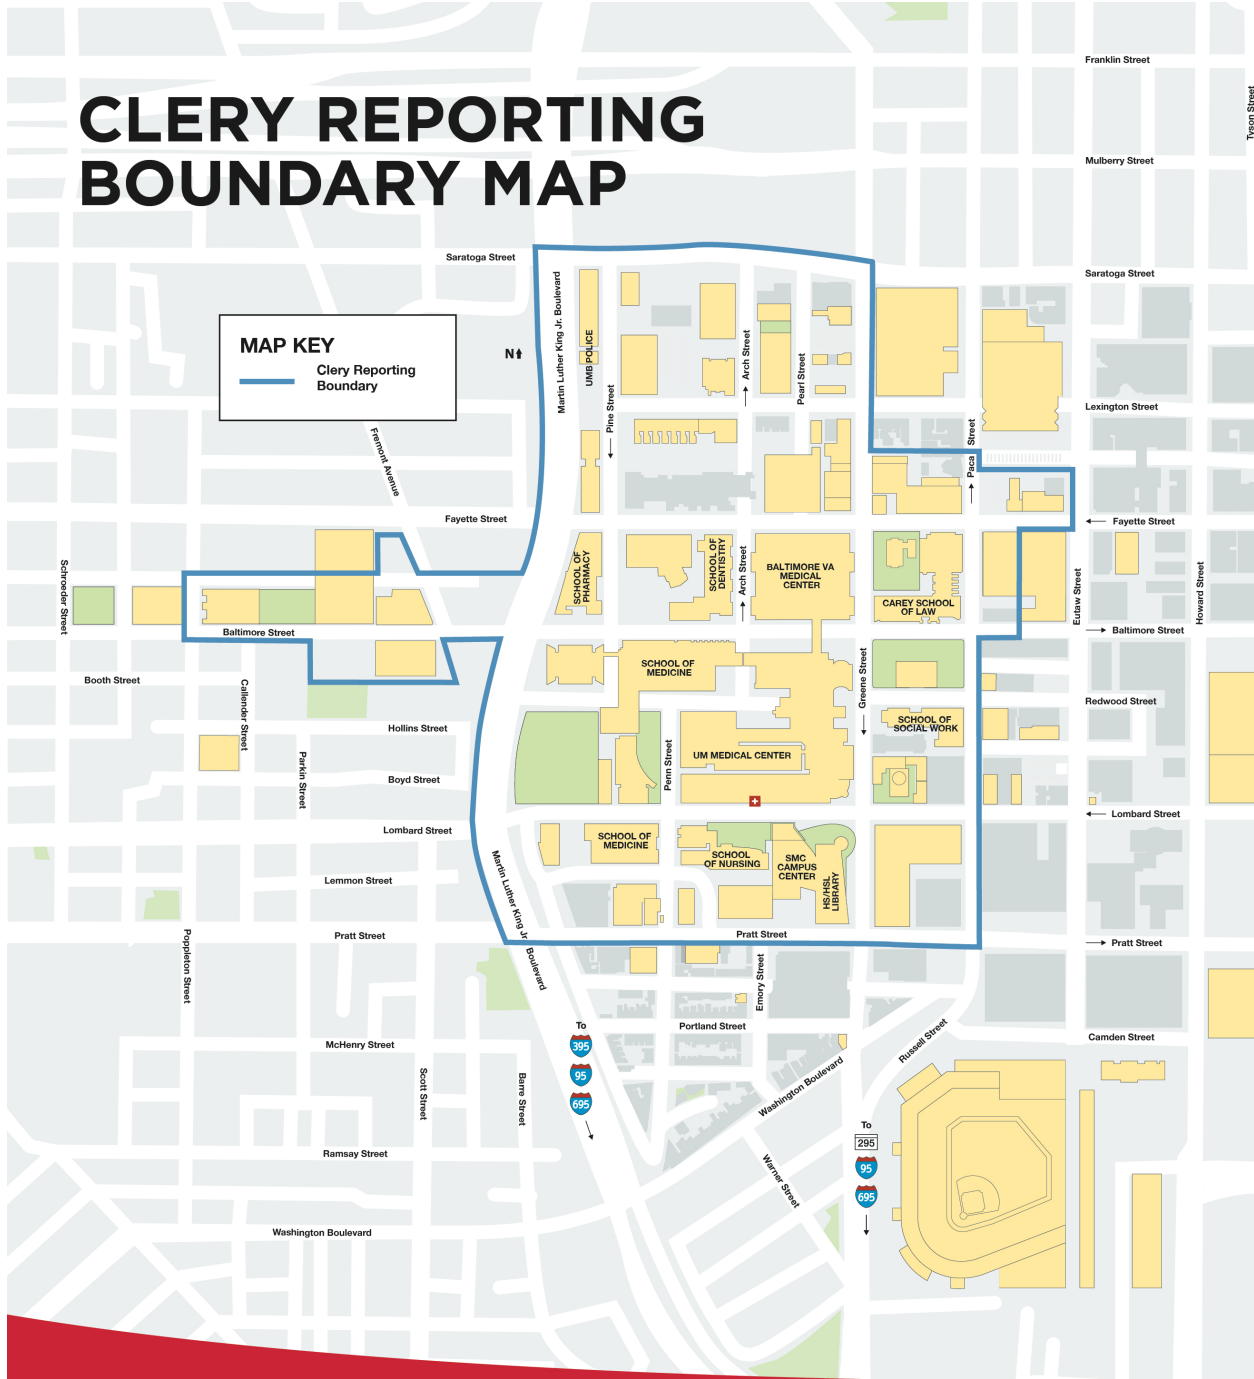 CLERY REPORTING
BOUNDARY MAP
Franklin Street
Tyson Street
Mulberry Street
Saratoga Street
Saratoga Street
MAP KEY
Clery Reporting
Boundary
N
Martin Luther King Jr. Boulevard
UMB POLICE
Pine Street
Arch Street
Pearl Street
Lexington Street
Paca Street
Fremont Avenue
Fayette Street
Fayette Street
Schroeder Street
SCHOOL OF
PHARMACY
SCHOOL OF
DENTISTRY
Arch Street
BALTIMORE VA
MEDICAL
CENTER
CAREY SCHOOL
OF LAW
Eutaw Street
Howard Street
Baltimore Street
Baltimore Street
Booth Street
Callender Street
SCHOOL OF
MEDICINE
Greene Street
Redwood Street
Hollins Street
SCHOOL OF
SOCIAL WORK
Parkin Street
Boyd Street
Penn Street
UM MEDICAL CENTER
Lombard Street
Lombard Street
SCHOOL OF
MEDICINE
SCHOOL
OF NURSING
SMC
CAMPUS
CENTER
HS/HSL
LIBRARY
Martin Luther King Jr. Boulevard
Lemmon Street
Poppleton Street
Pratt Street
Pratt Street
Pratt Street
Emory Street
Portland Street
To
395
95
695
Russell Street
Camden Street
McHenry Street
Scott Street
Barre Street
Washington Boulevard
To
295
95
695
Ramsay Street
Warner Street
Washington Boulevard